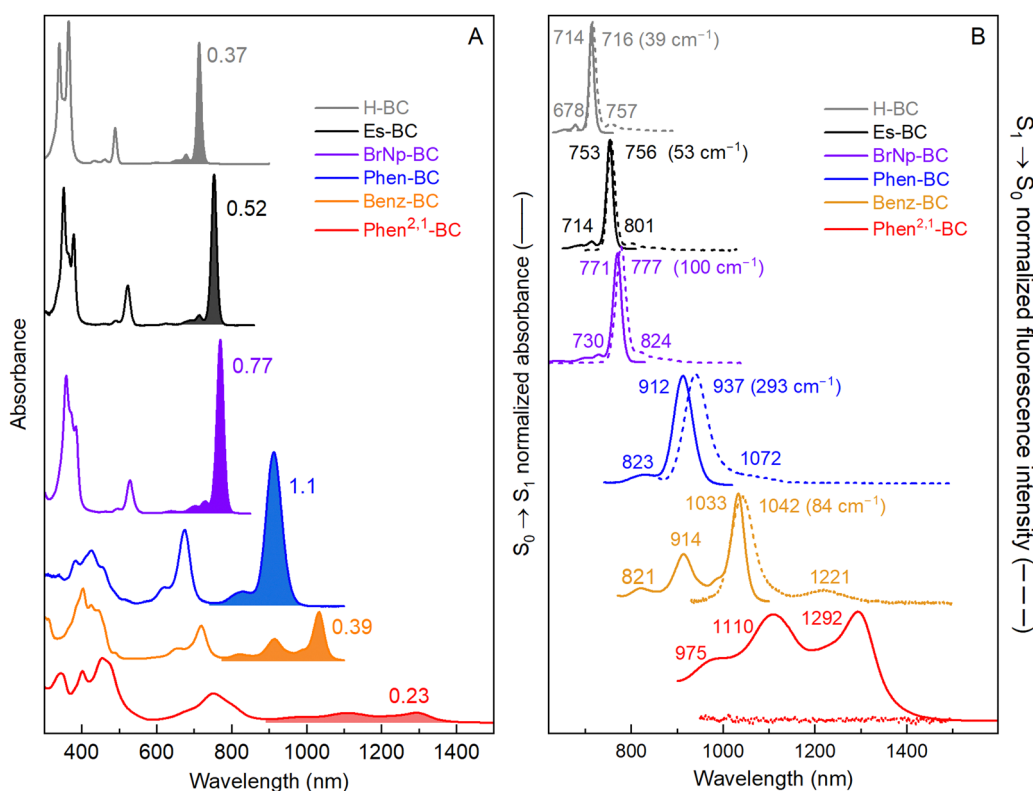 A
Absorbance
0.37
H-BC
Es-BC
BrNp-BC
Phen-BC
Benz-BC
Phen²,¹-BC
0.52
0.77
1.1
0.39
0.23
200 400 600 800 1000 1200 1400
Wavelength (nm)
B
S₀ → S₁ normalized absorbance (——)
S₁ → S₀ normalized fluorescence intensity (– – –)
714 716 (39 cm⁻¹)
678 757
H-BC
Es-BC
BrNp-BC
Phen-BC
Benz-BC
Phen²,¹-BC
753 756 (53 cm⁻¹)
714 801
771 777 (100 cm⁻¹)
730 824
912 937 (293 cm⁻¹)
823 1072
1033 1042 (84 cm⁻¹)
914
821 1221
1110 1292
975
800 1000 1200 1400
Wavelength (nm)